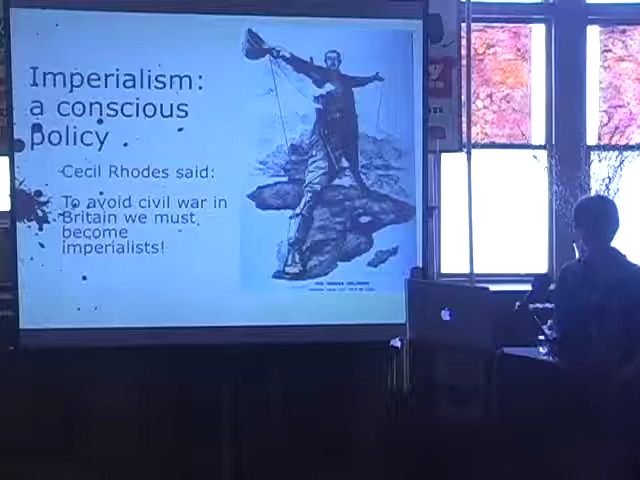 Imperialism:
a conscious
policy
Cecil Rhodes said:
To avoid civil war in
Britain we must
become
imperialists!